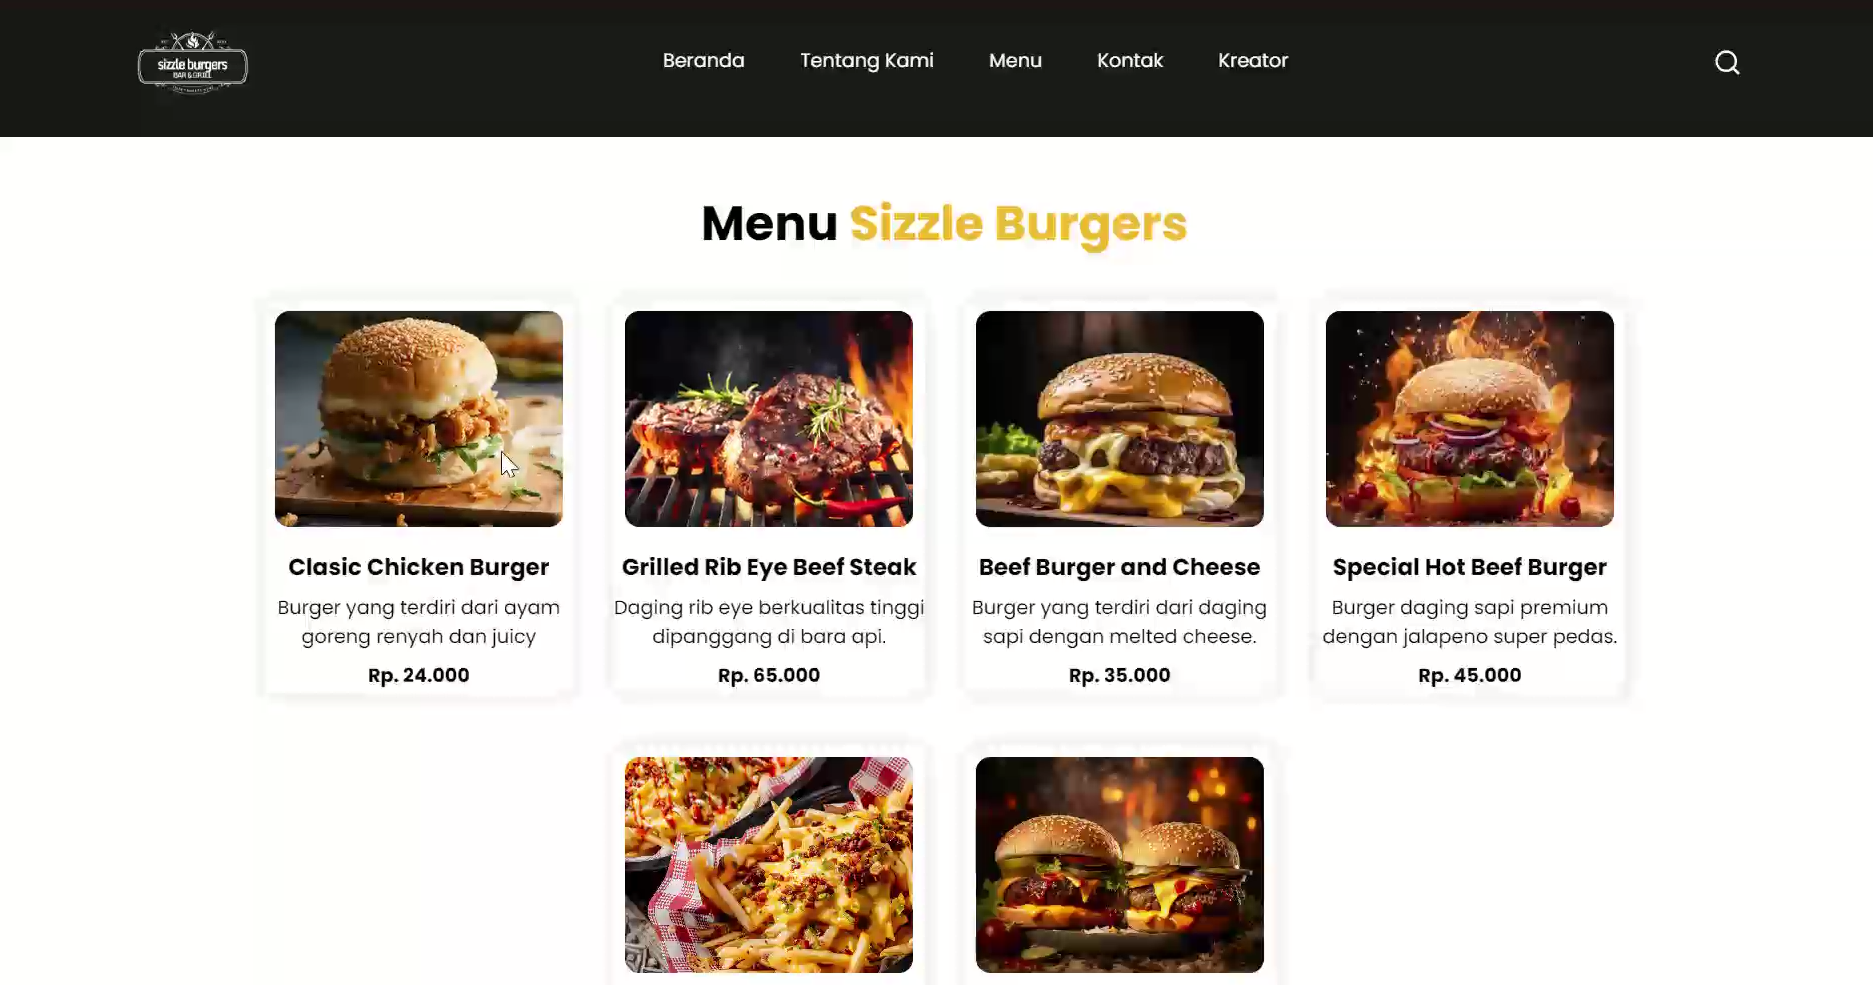 sizzle burgers
BAR & GRILL
Beranda
Tentang Kami
Menu
Kontak
Kreator
Menu Sizzle Burgers
Clasic Chicken Burger
Burger yang terdiri dari ayam
goreng renyah dan juicy
Rp. 24.000
Grilled Rib Eye Beef Steak
Daging rib eye berkualitas tinggi
dipanggang di bara api.
Rp. 65.000
Beef Burger and Cheese
Burger yang terdiri dari daging
sapi dengan melted cheese.
Rp. 35.000
Special Hot Beef Burger
Burger daging sapi premium
dengan jalapeno super pedas.
Rp. 45.000